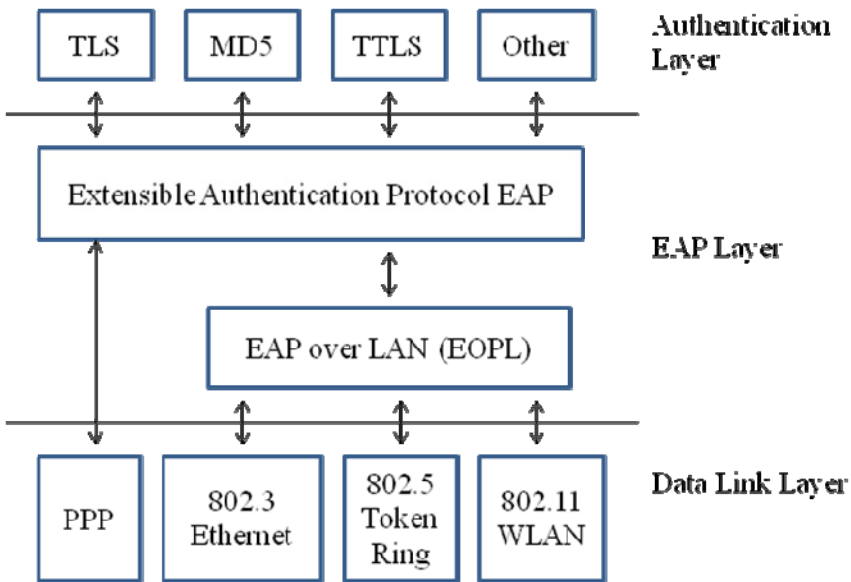 TLS
MD5
TTLS
Other
Authentication
Layer
Extensible Authentication Protocol EAP
EAP Layer
EAP over LAN (EOPL)
PPP
802.3
Ethernet
802.5
Token
Ring
802.11
WLAN
Data Link Layer